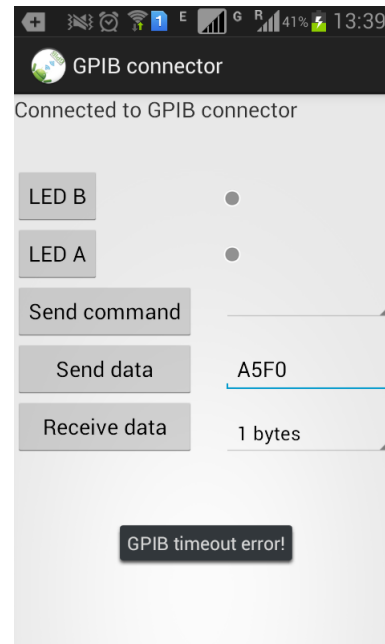 1 E G R 41% 13:39
GPIB connector
Connected to GPIB connector
LED B
LED A
Send command
Send data A5F0
Receive data 1 bytes
GPIB timeout error!